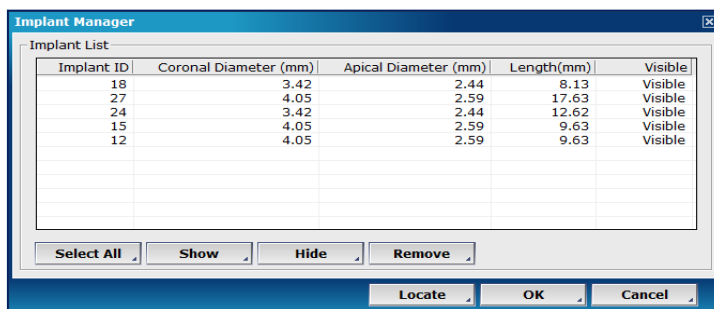 Implant Manager
Implant List
Implant ID Coronal Diameter (mm) Apical Diameter (mm) Length(mm) Visible
18 3.42 2.44 8.13 Visible
27 4.05 2.59 17.63 Visible
24 3.42 2.44 12.62 Visible
15 4.05 2.59 9.63 Visible
12 4.05 2.59 9.63 Visible
Select All Show Hide Remove
Locate OK Cancel